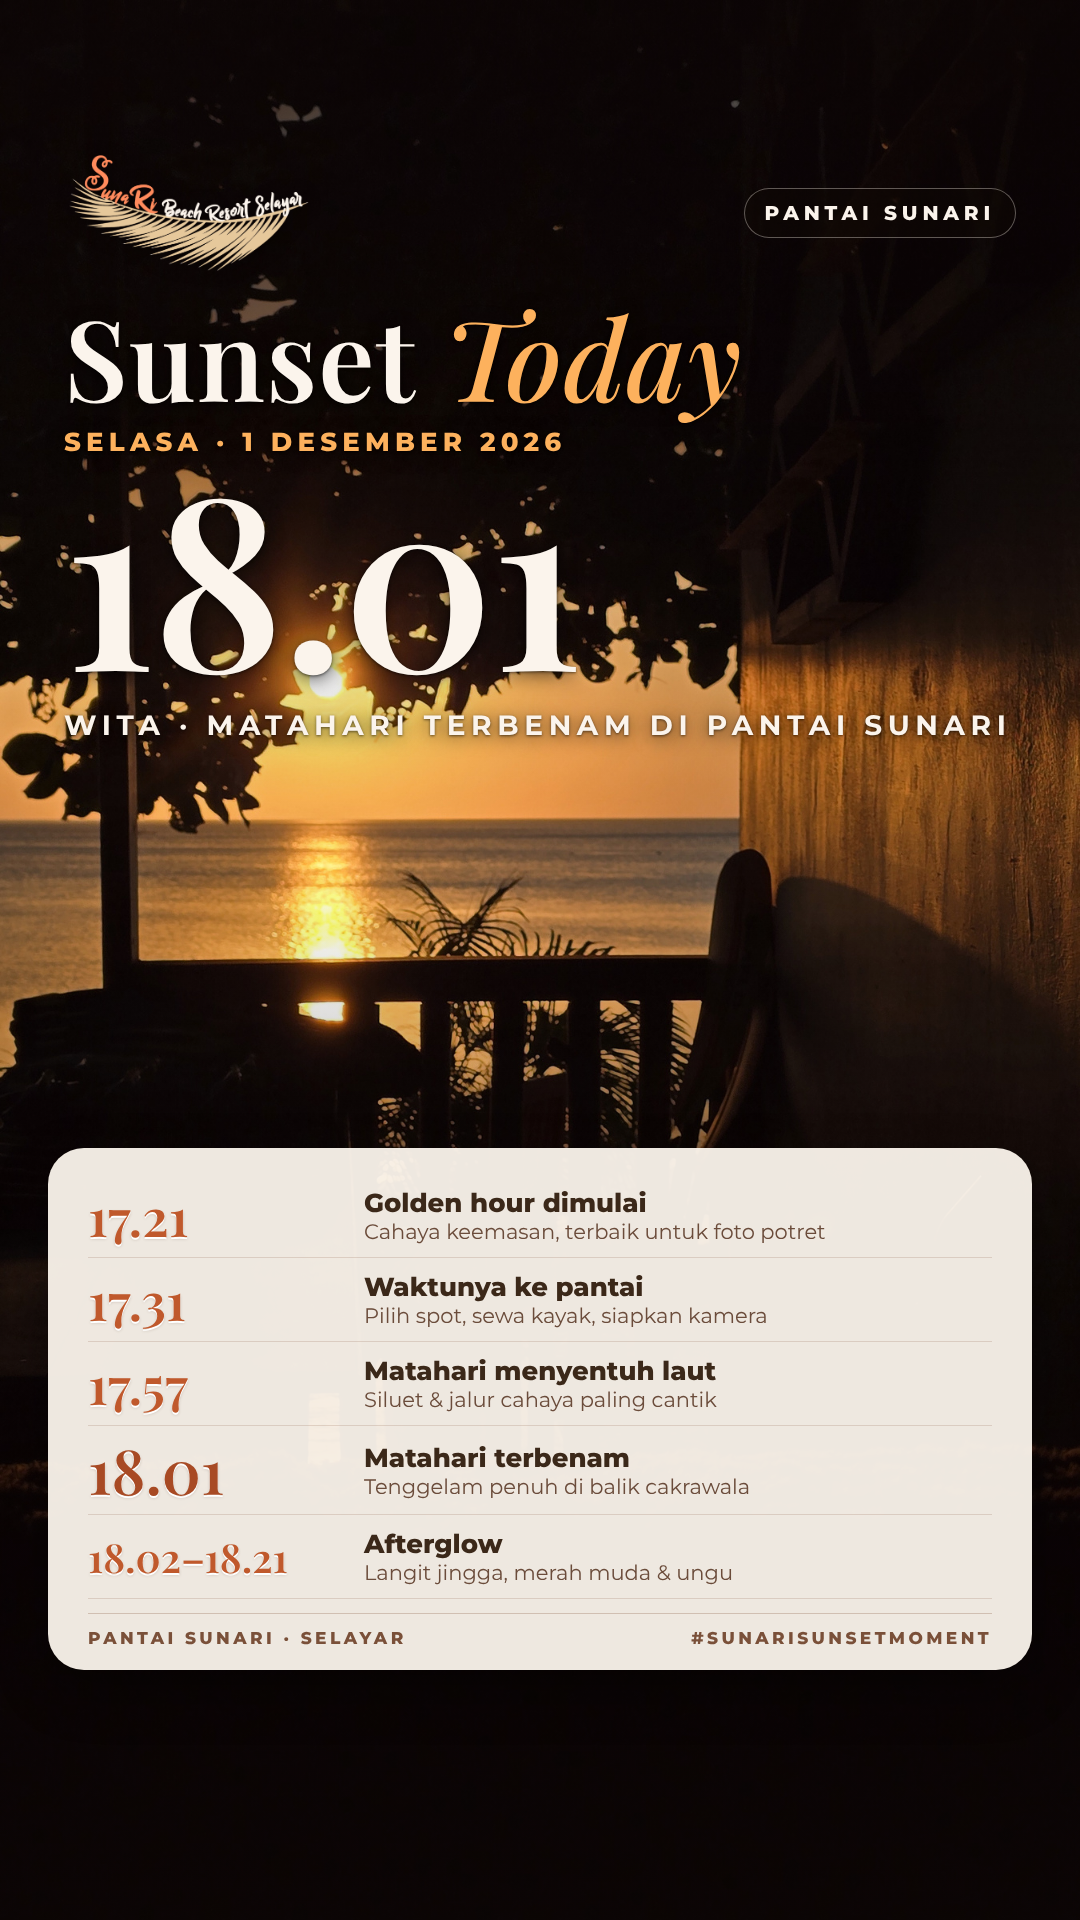 SunaRi Beach Resort Selayar
PANTAI SUNARI
Sunset Today
SELASA · 1 DESEMBER 2026
18.01
WITA · MATAHARI TERBENAM DI PANTAI SUNARI
17.21
Golden hour dimulai
Cahaya keemasan, terbaik untuk foto potret
17.31
Waktunya ke pantai
Pilih spot, sewa kayak, siapkan kamera
17.57
Matahari menyentuh laut
Siluet & jalur cahaya paling cantik
18.01
Matahari terbenam
Tenggelam penuh di balik cakrawala
18.02–18.21
Afterglow
Langit jingga, merah muda & ungu
PANTAI SUNARI · SELAYAR
#SUNARISUNSETMOMENT